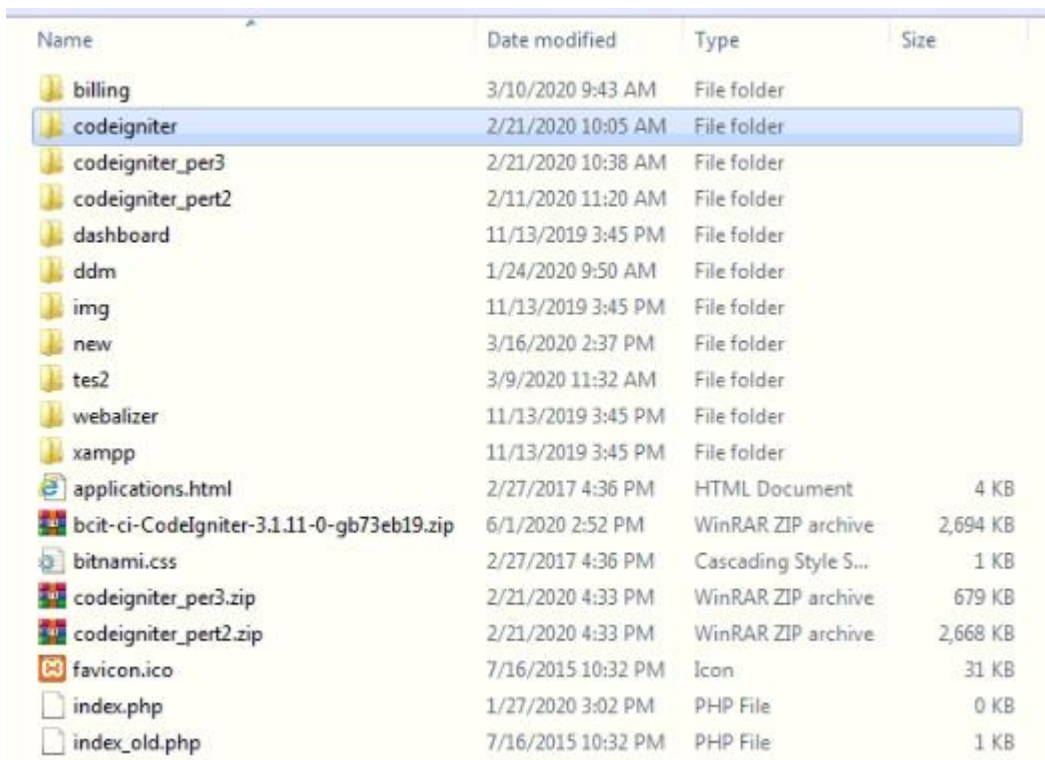 Name Date modified Type Size
billing 3/10/2020 9:43 AM File folder
codeigniter 2/21/2020 10:05 AM File folder
codeigniter_per3 2/21/2020 10:38 AM File folder
codeigniter_pert2 2/11/2020 11:20 AM File folder
dashboard 11/13/2019 3:45 PM File folder
ddm 1/24/2020 9:50 AM File folder
img 11/13/2019 3:45 PM File folder
new 3/16/2020 2:37 PM File folder
tes2 3/9/2020 11:32 AM File folder
webalizer 11/13/2019 3:45 PM File folder
xampp 11/13/2019 3:45 PM File folder
applications.html 2/27/2017 4:36 PM HTML Document 4 KB
bcit-ci-CodeIgniter-3.1.11-0-gb73eb19.zip 6/1/2020 2:52 PM WinRAR ZIP archive 2,694 KB
bitnami.css 2/27/2017 4:36 PM Cascading Style S... 1 KB
codeigniter_per3.zip 2/21/2020 4:33 PM WinRAR ZIP archive 679 KB
codeigniter_pert2.zip 2/21/2020 4:33 PM WinRAR ZIP archive 2,668 KB
favicon.ico 7/16/2015 10:32 PM Icon 31 KB
index.php 1/27/2020 3:02 PM PHP File 0 KB
index_old.php 7/16/2015 10:32 PM PHP File 1 KB